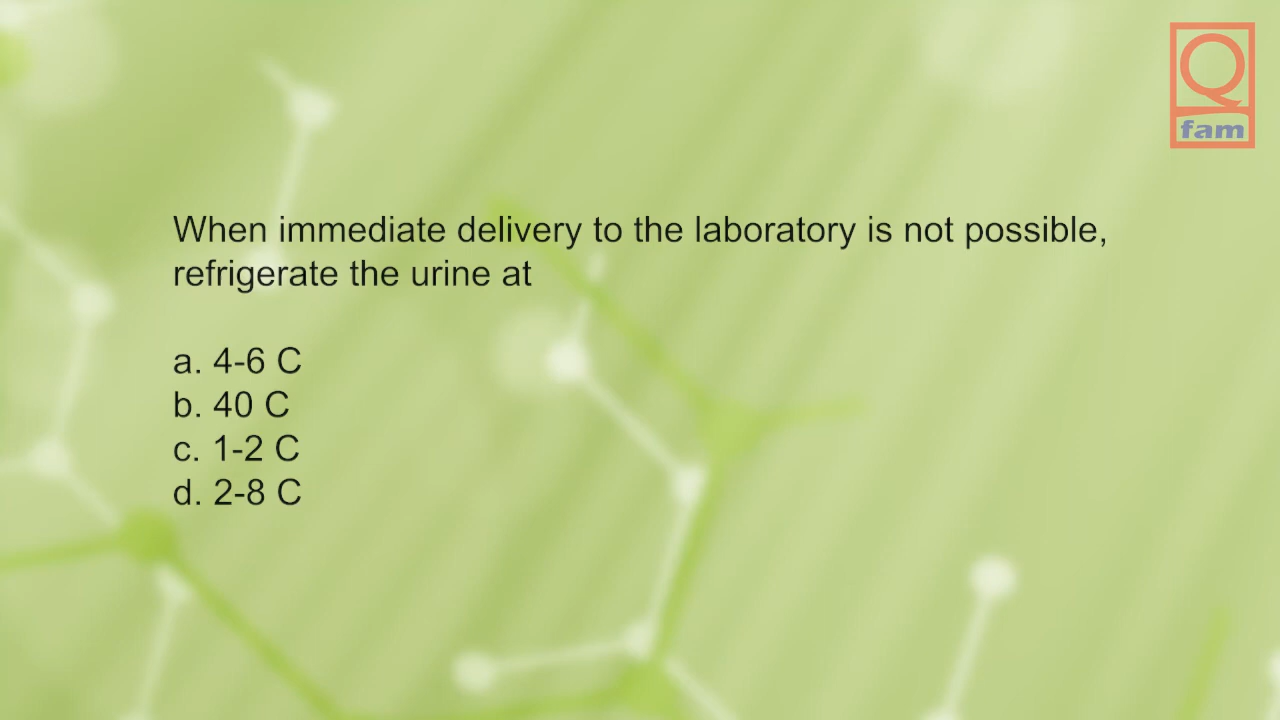 Q
fam
When immediate delivery to the laboratory is not possible,
refrigerate the urine at
a. 4-6 C
b. 40 C
c. 1-2 C
d. 2-8 C